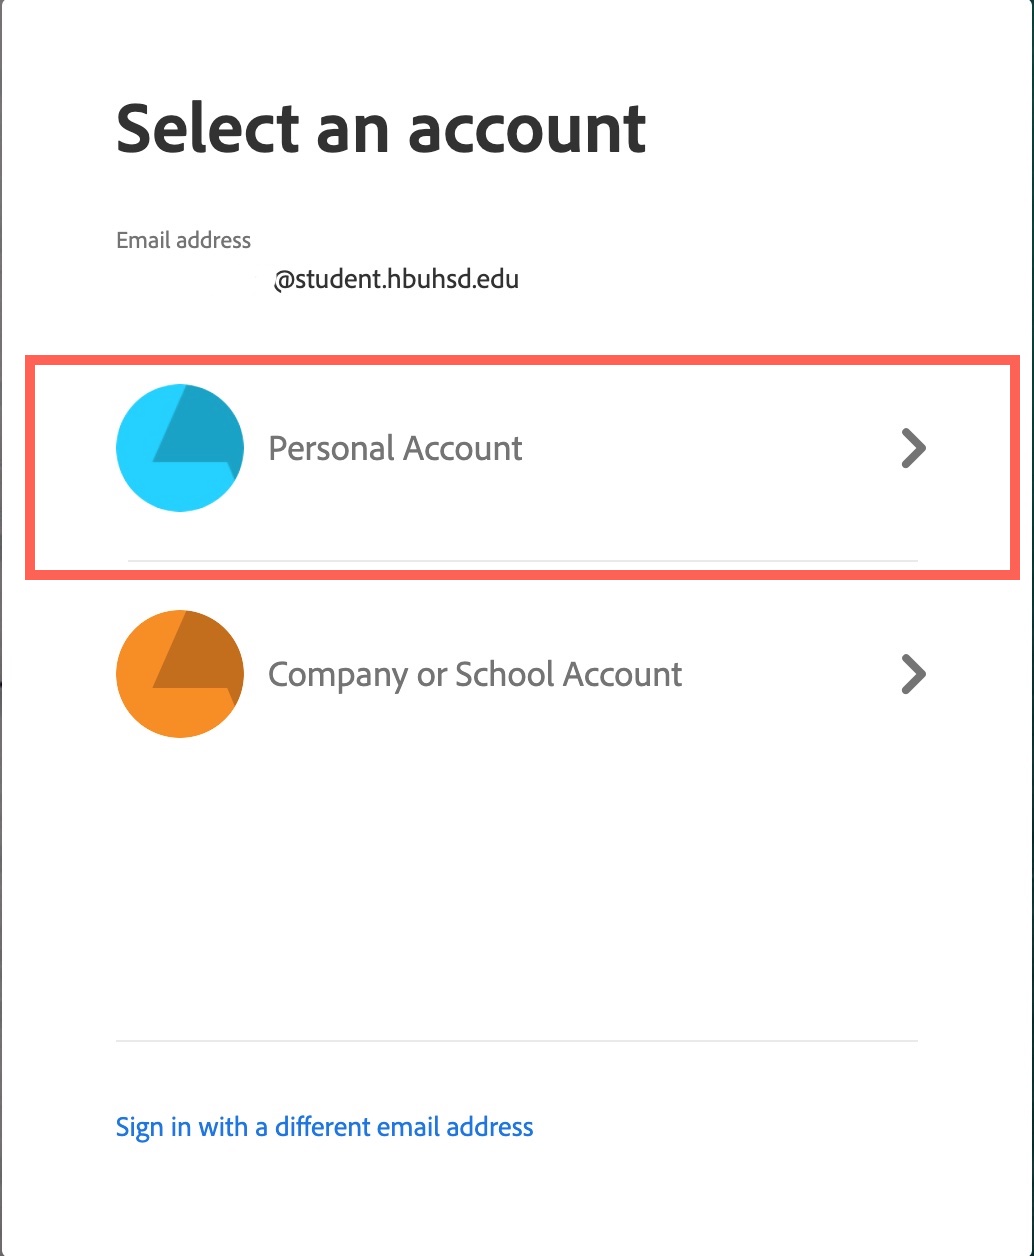 Select an account
Email address
@student.hbuhsd.edu
Personal Account
Company or School Account
Sign in with a different email address